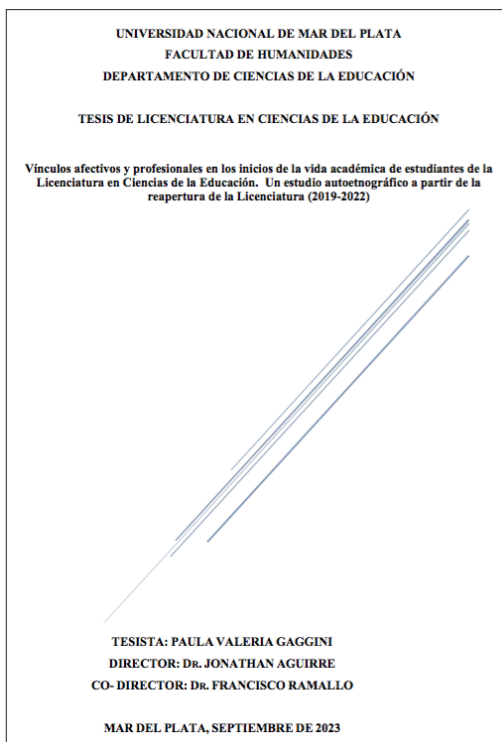 UNIVERSIDAD NACIONAL DE MAR DEL PLATA
FACULTAD DE HUMANIDADES
DEPARTAMENTO DE CIENCIAS DE LA EDUCACIÓN
TESIS DE LICENCIATURA EN CIENCIAS DE LA EDUCACIÓN
Vínculos afectivos y profesionales en los inicios de la vida académica de estudiantes de la
Licenciatura en Ciencias de la Educación. Un estudio autoetnográfico a partir de la
reapertura de la Licenciatura (2019-2022)
TESISTA: PAULA VALERIA GAGGINI
DIRECTOR: DR. JONATHAN AGUIRRE
CO- DIRECTOR: DR. FRANCISCO RAMALLO
MAR DEL PLATA, SEPTIEMBRE DE 2023